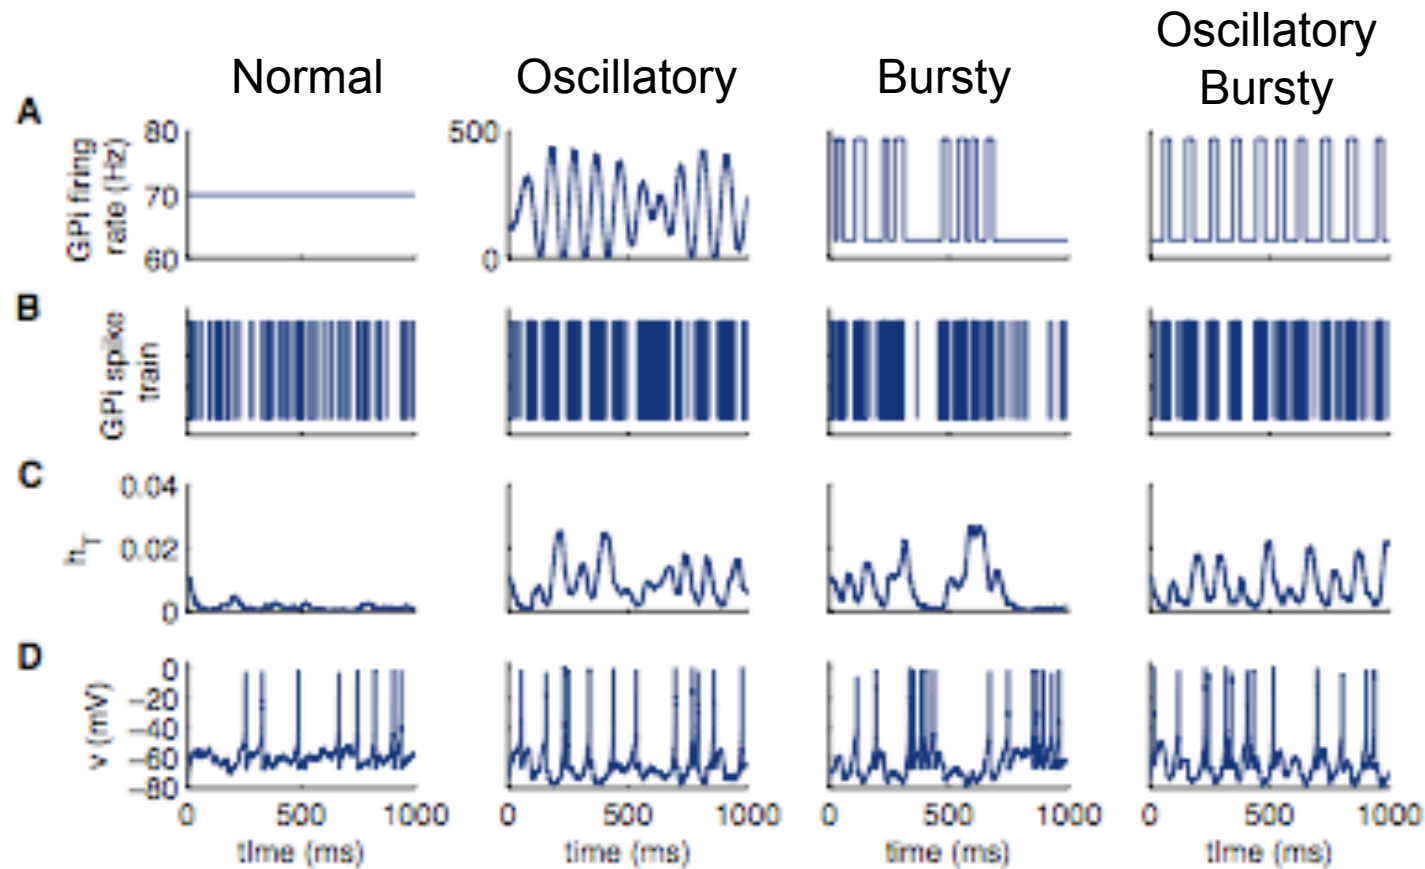 Normal
Oscillatory
Bursty
Oscillatory
Bursty
A
GPi firing
rate (Hz)
80
70
60
500
0
B
GPi spike
train
C
h_T
0.04
0.02
0
D
v (mV)
0
−20
−40
−60
−80
0
500
1000
time (ms)
0
500
1000
time (ms)
0
500
1000
time (ms)
0
500
1000
time (ms)